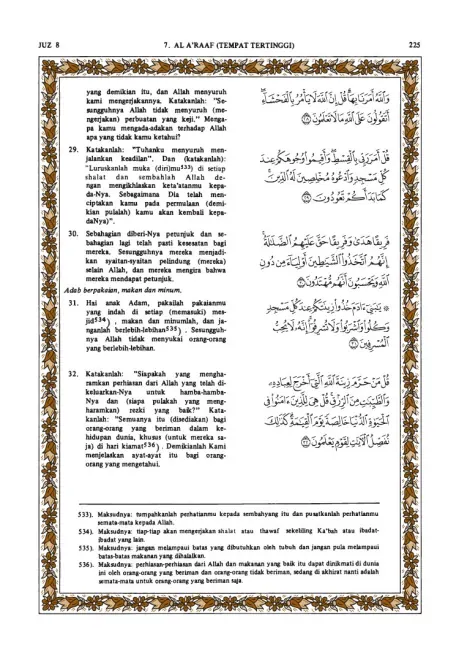 JUZ 8
7. AL A'RAAF (TEMPAT TERTINGGI)
225
yang demikian itu, dan Allah menyuruh
kami mengerjakannya. Katakanlah: "Se-
sungguhnya Allah tidak menyuruh (me-
ngerjakan) perbuatan yang keji." Menga-
pa kamu mengada-adakan terhadap Allah
apa yang tidak kamu ketahui?
29. Katakanlah: "Tuhanku menyuruh men-
jalankan keadilan". Dan (katakanlah):
"Luruskanlah muka (diri)mu533) di setiap
shalat dan sembahlah Allah de-
ngan mengikhlaskan keta'atanmu kepa-
da-Nya. Sebagaimana Dia telah men-
ciptakan kamu pada permulaan (demi-
kian pulalah) kamu akan kembali kepa-
daNya)".
30. Sebahagian diberi-Nya petunjuk dan se-
bahagian lagi telah pasti kesesatan bagi
mereka. Sesungguhnya mereka menjadi-
kan syaitan-syaitan pelindung (mereka)
selain Allah, dan mereka mengira bahwa
mereka mendapat petunjuk.
Adab berpakaian, makan dan minum.
31. Hai anak Adam, pakailah pakaianmu
yang indah di setiap (memasuki) mes-
jid534), makan dan minumlah, dan ja-
nganlah berlebih-lebihan535). Sesungguh-
nya Allah tidak menyukai orang-orang
yang berlebih-lebihan.
32. Katakanlah: "Siapakah yang mengha-
ramkan perhiasan dari Allah yang telah di-
keluarkan-Nya untuk hamba-hamba-
Nya dan (siapa pulakah yang meng-
haramkan) rezki yang baik?" Kata-
kanlah: "Semuanya itu (disediakan) bagi
orang-orang yang beriman dalam ke-
hidupan dunia, khusus (untuk mereka sa-
ja) di hari kiamat536). Demikianlah Kami
menjelaskan ayat-ayat itu bagi orang-
orang yang mengetahui.
وَاللَّهُ أَمَرَنَا بِهَا قُلْ إِنَّ اللَّهَ لَا يَأْمُرُ بِالْفَحْشَاءِ
أَتَقُولُونَ عَلَى اللَّهِ مَا لَا تَعْلَمُونَ ۝٢٨
قُلْ أَمَرَ رَبِّي بِالْقِسْطِ وَأَقِيمُوا وُجُوهَكُمْ عِندَ
كُلِّ مَسْجِدٍ وَادْعُوهُ مُخْلِصِينَ لَهُ الدِّينَ
كَمَا بَدَأَكُمْ تَعُودُونَ ۝٢٩
فَرِيقًا هَدَىٰ وَفَرِيقًا حَقَّ عَلَيْهِمُ الضَّلَالَةُ
إِنَّهُمُ اتَّخَذُوا الشَّيَاطِينَ أَوْلِيَاءَ مِن دُونِ
اللَّهِ وَيَحْسَبُونَ أَنَّهُم مُّهْتَدُونَ ۝٣٠
يَا بَنِي آدَمَ خُذُوا زِينَتَكُمْ عِندَ كُلِّ مَسْجِدٍ
وَكُلُوا وَاشْرَبُوا وَلَا تُسْرِفُوا إِنَّهُ لَا يُحِبُّ
الْمُسْرِفِينَ ۝٣١
قُلْ مَنْ حَرَّمَ زِينَةَ اللَّهِ الَّتِي أَخْرَجَ لِعِبَادِهِ
وَالطَّيِّبَاتِ مِنَ الرِّزْقِ قُلْ هِيَ لِلَّذِينَ آمَنُوا فِي
الْحَيَاةِ الدُّنْيَا خَالِصَةً يَوْمَ الْقِيَامَةِ كَذَٰلِكَ
نُفَصِّلُ الْآيَاتِ لِقَوْمٍ يَعْلَمُونَ ۝٣٢
533). Maksudnya: tumpahkanlah perhatianmu kepada sembahyang itu dan pusatkanlah perhatianmu
semata-mata kepada Allah.
534). Maksudnya: tiap-tiap akan mengerjakan shalat atau thawaf sekeliling Ka'bah atau ibadat-
ibadat yang lain.
535). Maksudnya: jangan melampaui batas yang dibutuhkan oleh tubuh dan jangan pula melampaui
batas-batas makanan yang dihalalkan.
536). Maksudnya: perhiasan-perhiasan dari Allah dan makanan yang baik itu dapat dinikmati di dunia
ini oleh orang-orang yang beriman dan orang-orang tidak beriman, sedang di akhirat nanti adalah
semata-mata untuk orang-orang yang beriman saja.